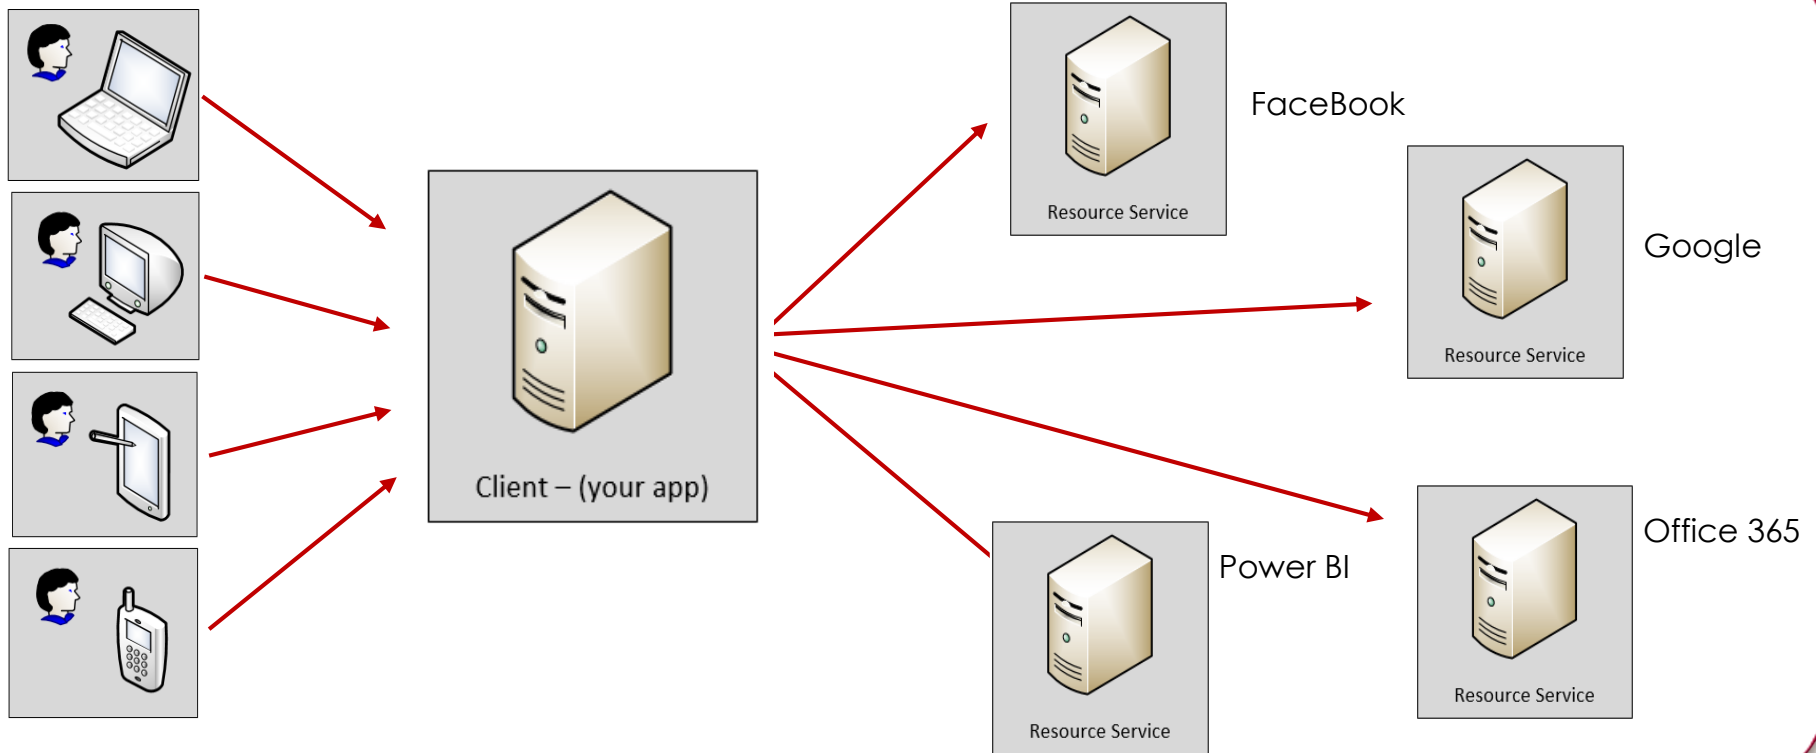 FaceBook
Resource Service
Google
Resource Service
Client – (your app)
Office 365
Power BI
Resource Service
Resource Service